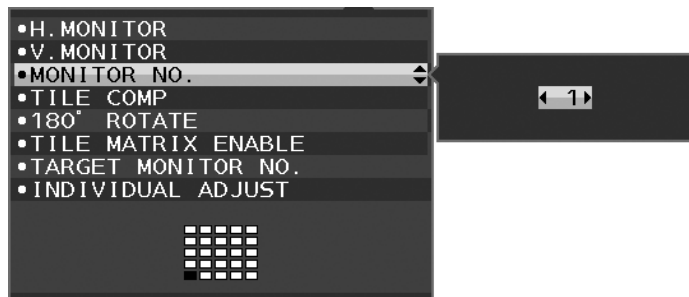 •H.MONITOR
•V.MONITOR
•MONITOR NO.
1
•TILE COMP
•180° ROTATE
•TILE MATRIX ENABLE
•TARGET MONITOR NO.
•INDIVIDUAL ADJUST